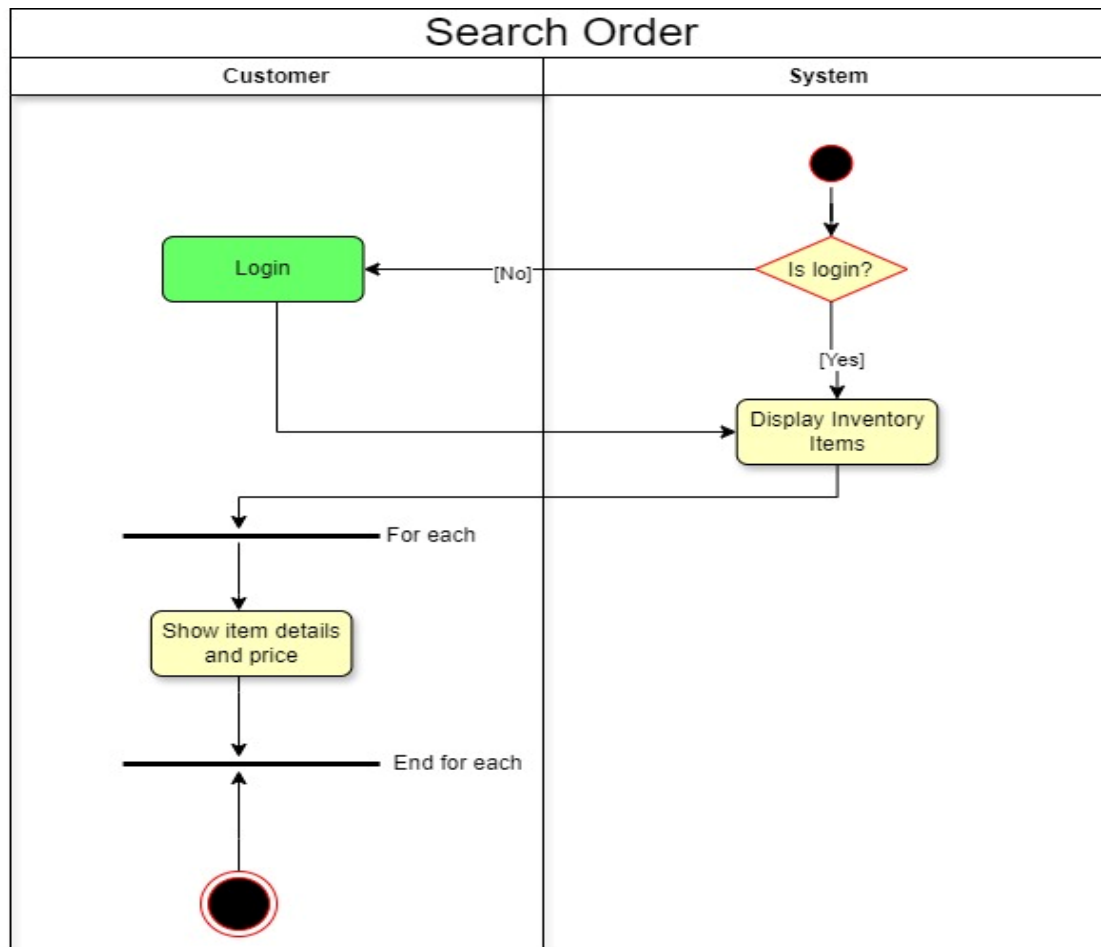 Search Order
Customer
System
Is login?
Login
[No]
[Yes]
Display Inventory
Items
For each
Show item details
and price
End for each